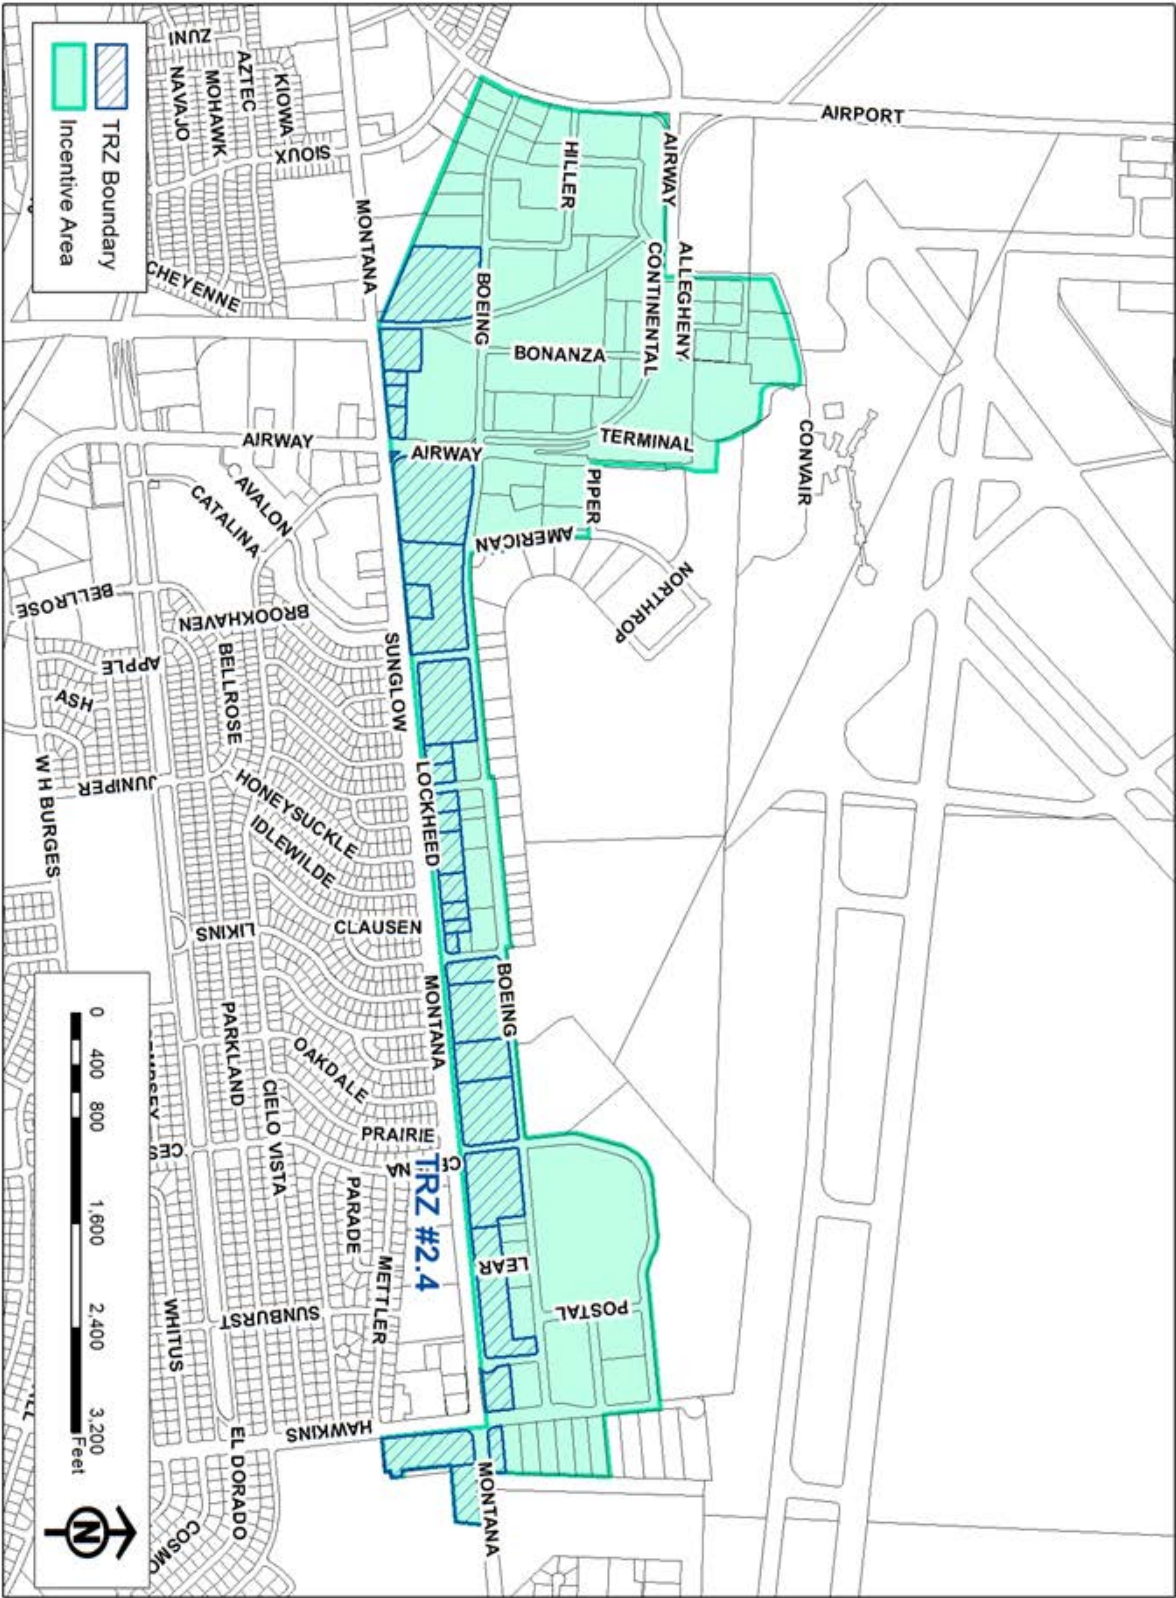 AIRPORT
ZUNI
NAVAJO
MOHAWK
AZTEC
KIOWA
SIOUX
MONTANA
CHEYENNE
HILLER
AIRWAY
ALLEGHENY
CONTINENTAL
BOEING
BONANZA
TERMINAL
CONVAIR
AIRWAY
AIRWAY
PIPER
AMERICAN
NORTHROP
CAVALON
CATALINA
BELLROSE
BROOKHAVEN
APPLE
ASH
BELLROSE
SUNGLOW
JUNIPER
W H BURGES
HONEYSUCKLE
IDLEWILDE
LOCKHEED
CLAUSEN
LIKINS
MONTANA
BOEING
PARKLAND
OAKDALE
CIELO VISTA
PRAIRIE
PARADE
METTLER
TRZ #2.4
LEAR
POSTAL
SUNBURST
WHITUS
HAWKINS
EL DORADO
MONTANA
TRZ Boundary
Incentive Area
0 400 800 1,600 2,400 3,200
Feet
N